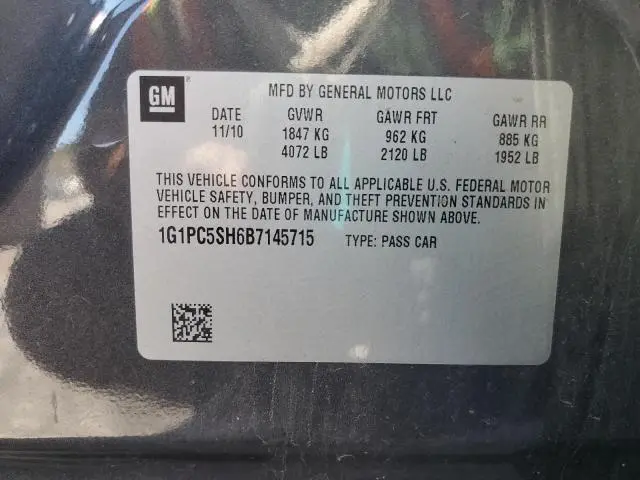 GM
MFD BY GENERAL MOTORS LLC
DATE GVWR GAWR FRT GAWR RR
11/10 1847 KG 962 KG 885 KG
4072 LB 2120 LB 1952 LB
THIS VEHICLE CONFORMS TO ALL APPLICABLE U.S. FEDERAL MOTOR
VEHICLE SAFETY, BUMPER, AND THEFT PREVENTION STANDARDS IN
EFFECT ON THE DATE OF MANUFACTURE SHOWN ABOVE.
1G1PC5SH6B7145715 TYPE: PASS CAR